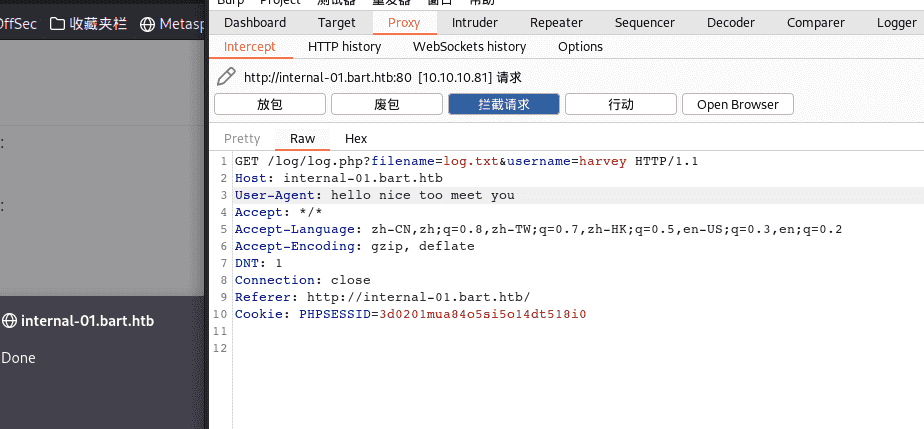 Burp Project 测试器 重发器 窗口 帮助
OffSec 收藏夹栏 Metasp
Dashboard Target Proxy Intruder Repeater Sequencer Decoder Comparer Logger
Intercept HTTP history WebSockets history Options
http://internal-01.bart.htb:80 [10.10.10.81] 请求
放包 废包 拦截请求 行动 Open Browser
Pretty Raw Hex
:
:
1 GET /log/log.php?filename=log.txt&username=harvey HTTP/1.1
2 Host: internal-01.bart.htb
3 User-Agent: hello nice too meet you
4 Accept: */*
5 Accept-Language: zh-CN,zh;q=0.8,zh-TW;q=0.7,zh-HK;q=0.5,en-US;q=0.3,en;q=0.2
6 Accept-Encoding: gzip, deflate
7 DNT: 1
8 Connection: close
9 Referer: http://internal-01.bart.htb/
10 Cookie: PHPSESSID=3d0201mua84o5si5o14dt518i0
11
12
internal-01.bart.htb
Done